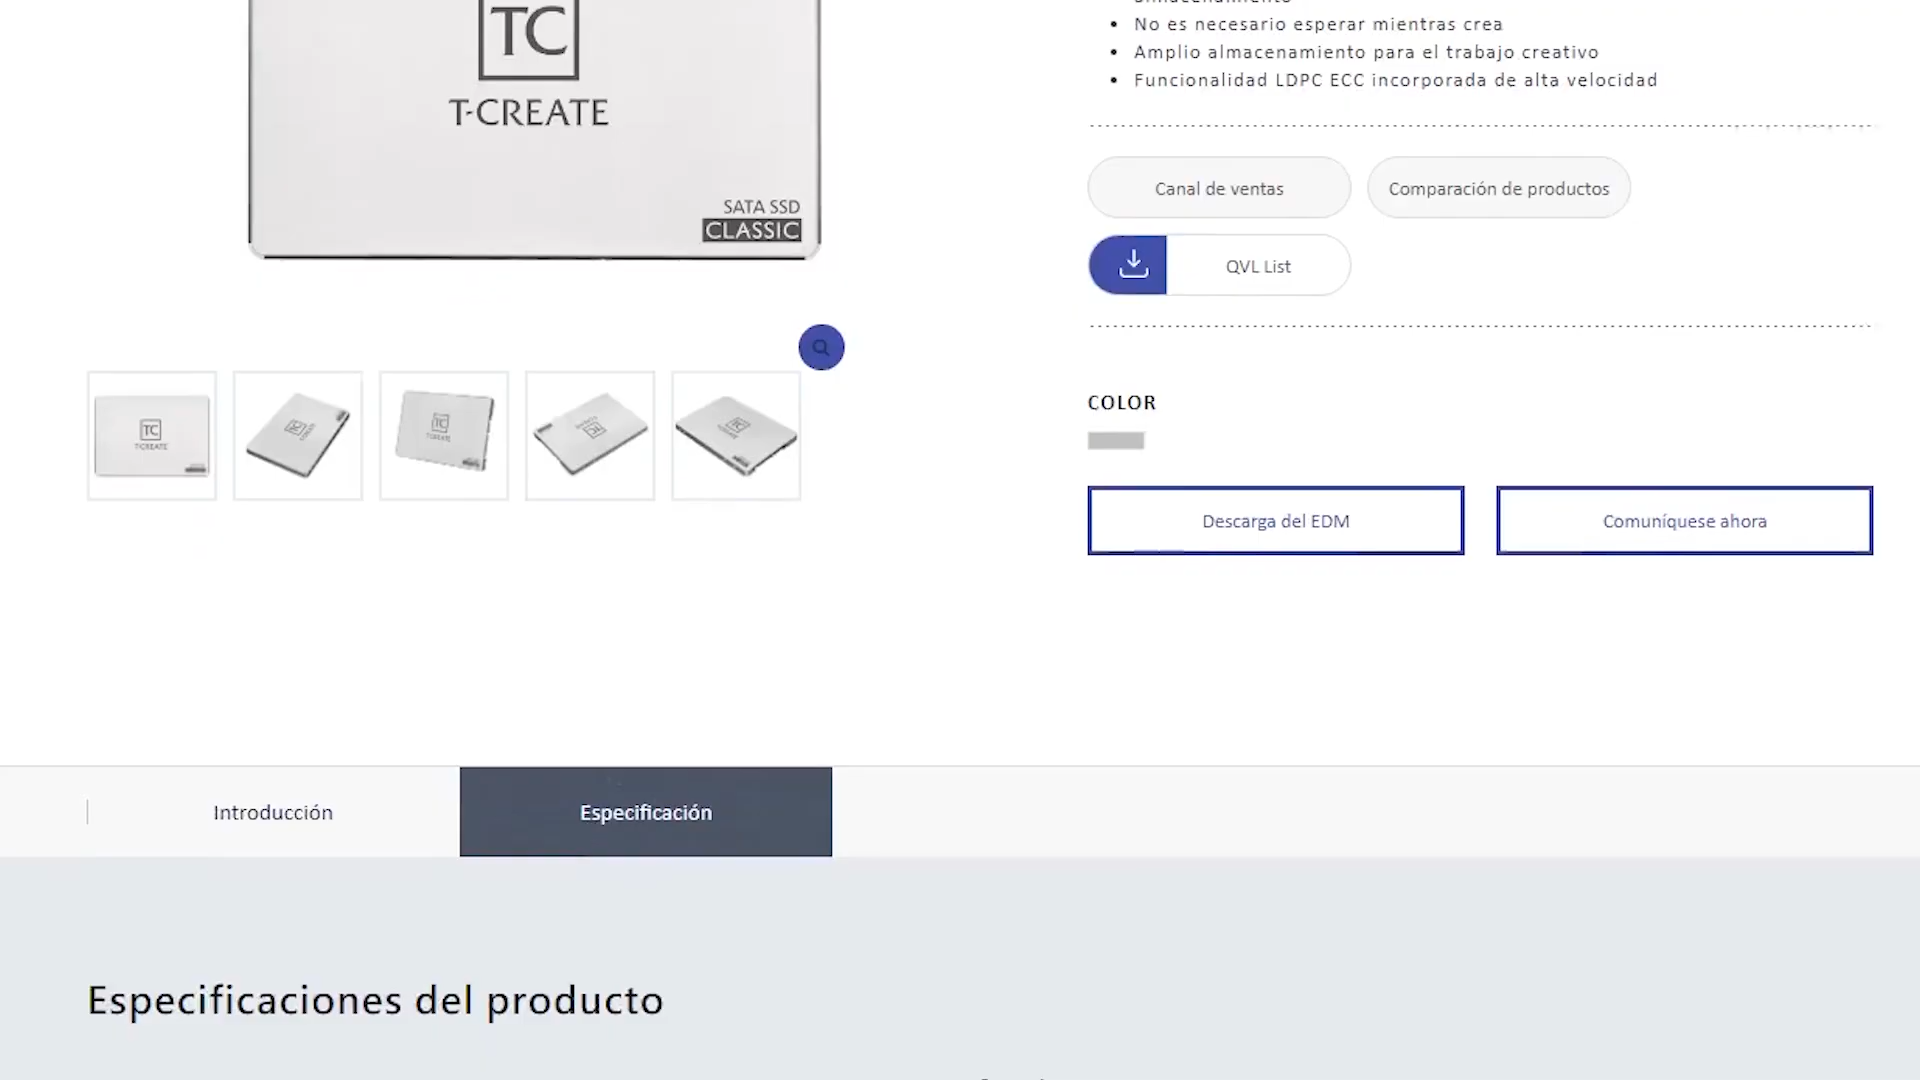 TC
T-CREATE
SATA SSD
CLASSIC
No es necesario esperar mientras crea
Amplio almacenamiento para el trabajo creativo
Funcionalidad LDPC ECC incorporada de alta velocidad
Canal de ventas
Comparación de productos
QVL List
COLOR
Descarga del EDM
Comuníquese ahora
Introducción
Especificación
Especificaciones del producto